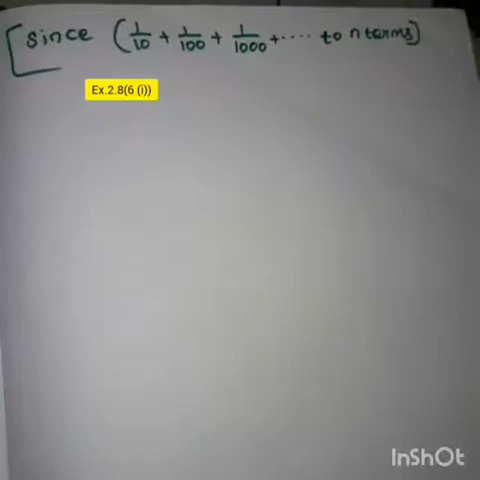 [since (1/10 + 1/100 + 1/1000 + .... to n terms)
Ex.2.8(6 (i))
InShOt